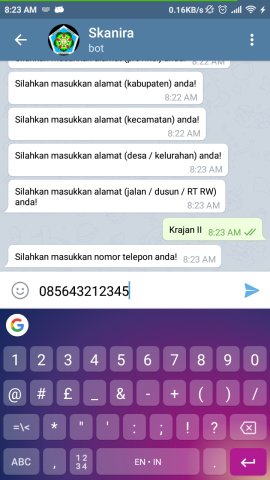 8:23 AM
0.16KB/s
Skanira
bot
8:22 AM
Silahkan masukkan alamat (kabupaten) anda!
8:22 AM
Silahkan masukkan alamat (kecamatan) anda!
8:22 AM
Silahkan masukkan alamat (desa / kelurahan) anda!
8:23 AM
Silahkan masukkan alamat (jalan / dusun / RT RW)
anda!
8:23 AM
Krajan II 8:23 AM
Silahkan masukkan nomor telepon anda! 8:23 AM
085643212345
G
1 2 3 4 5 6 7 8 9 0
@ # £ _ & - + ( ) /
=\< * " ' : ; ! ?
ABC , 12 EN • IN .
34